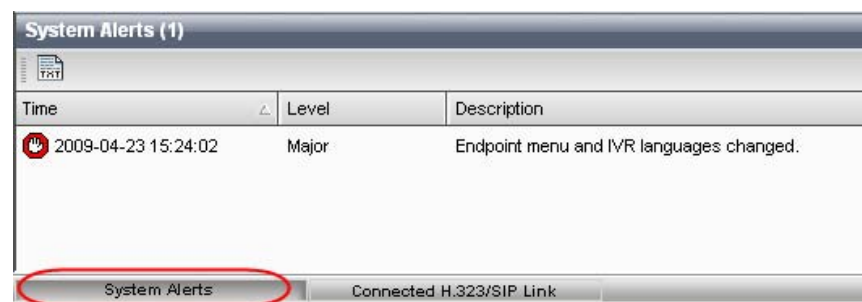 System Alerts (1)
TXT
Time Level Description
2009-04-23 15:24:02 Major Endpoint menu and IVR languages changed.
System Alerts Connected H.323/SIP Link